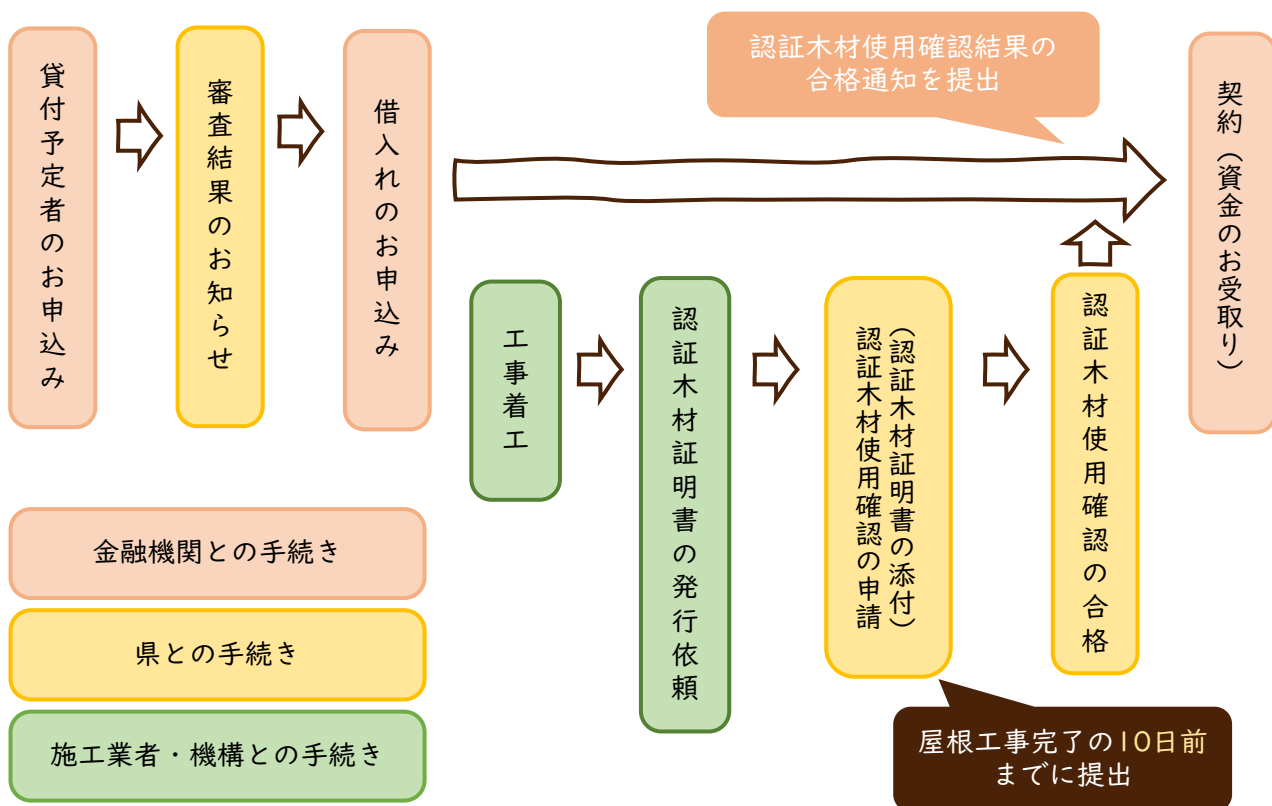 貸付予定者のお申込み
審査結果のお知らせ
借入れのお申込み
認証木材使用確認結果の
合格通知を提出
契約（資金のお受取り）
工事着工
認証木材証明書の発行依頼
認証木材使用確認の申請
（認証木材証明書の添付）
認証木材使用確認の合格
屋根工事完了の10日前
までに提出
金融機関との手続き
県との手続き
施工業者・機構との手続き